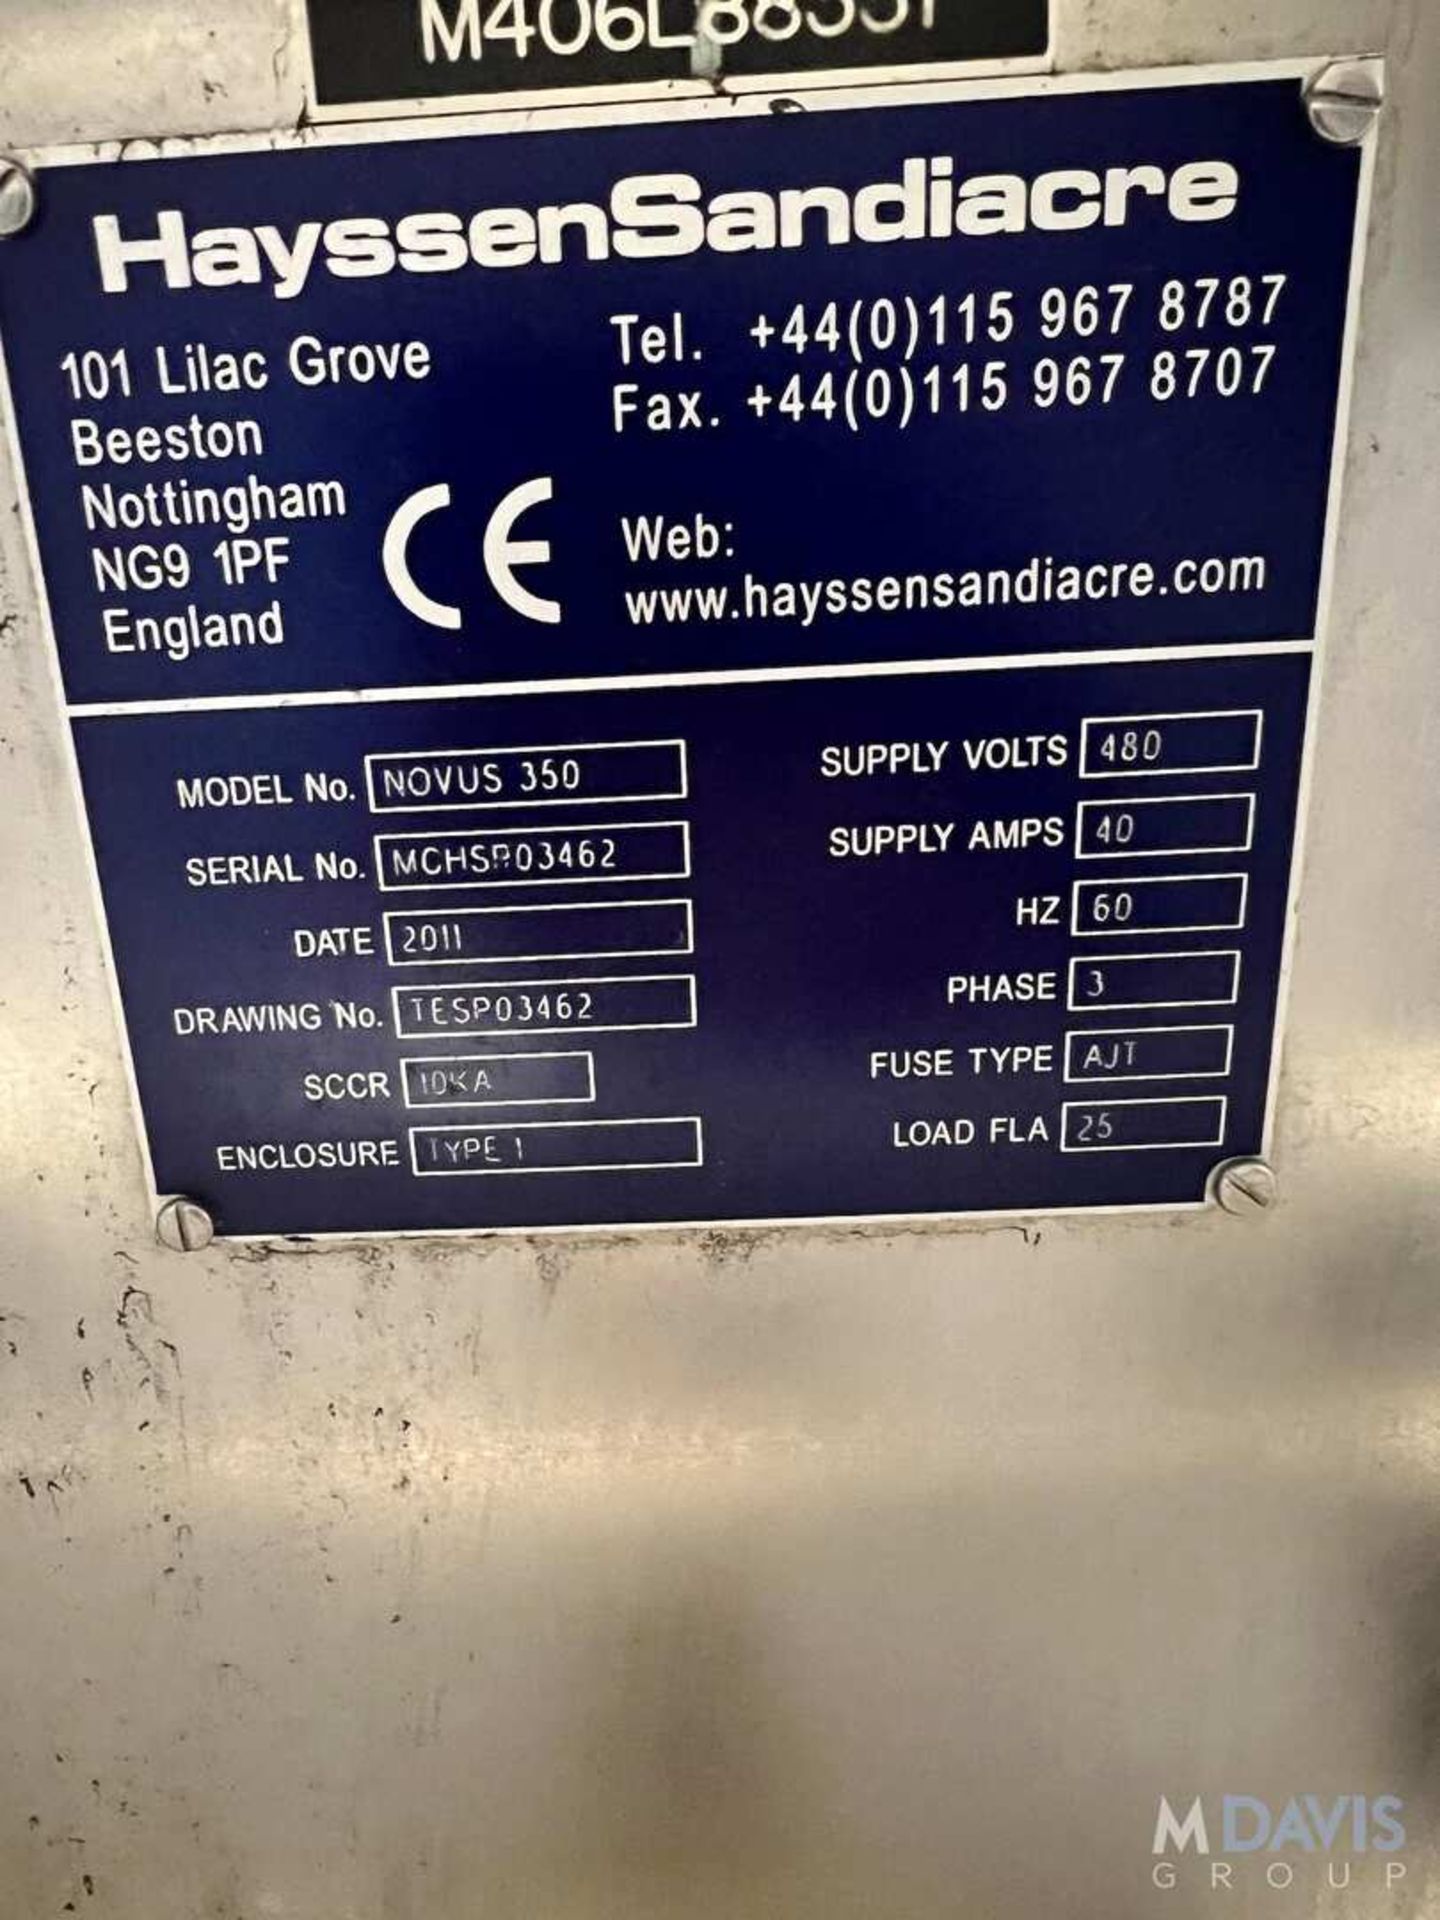 HayssenSandiacre
101 Lilac Grove
Beeston
Nottingham
NG9 1PF
England
Tel. +44(0)115 967 8787
Fax. +44(0)115 967 8707
CE
Web:
www.hayssensandiacre.com
MODEL No. NOVUS 350
SERIAL No. MCHSP03462
DATE 2011
DRAWING No. TESP03462
SCCR 10KA
ENCLOSURE TYPE 1
SUPPLY VOLTS 480
SUPPLY AMPS 40
HZ 60
PHASE 3
FUSE TYPE AJT
LOAD FLA 25
MDAVIS
GROUP